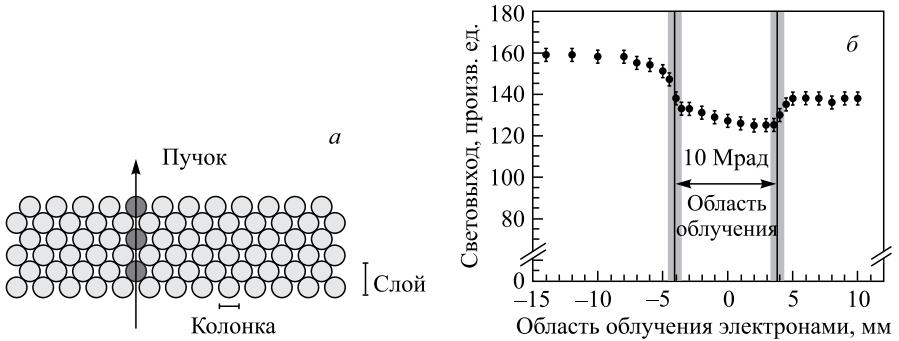 а
Пучок
Слой
Колонка
б
Световыход, произв. ед.
180
160
140
120
100
80
0
10 Мрад
Область
облучения
–15 –10 –5 0 5 10 мм
Область облучения электронами, мм